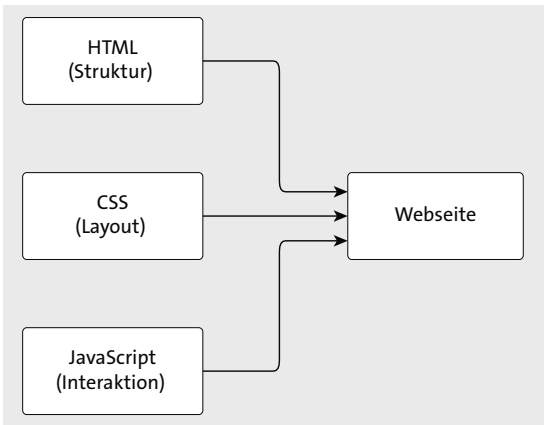 HTML
(Struktur)
CSS
(Layout)
Webseite
JavaScript
(Interaktion)